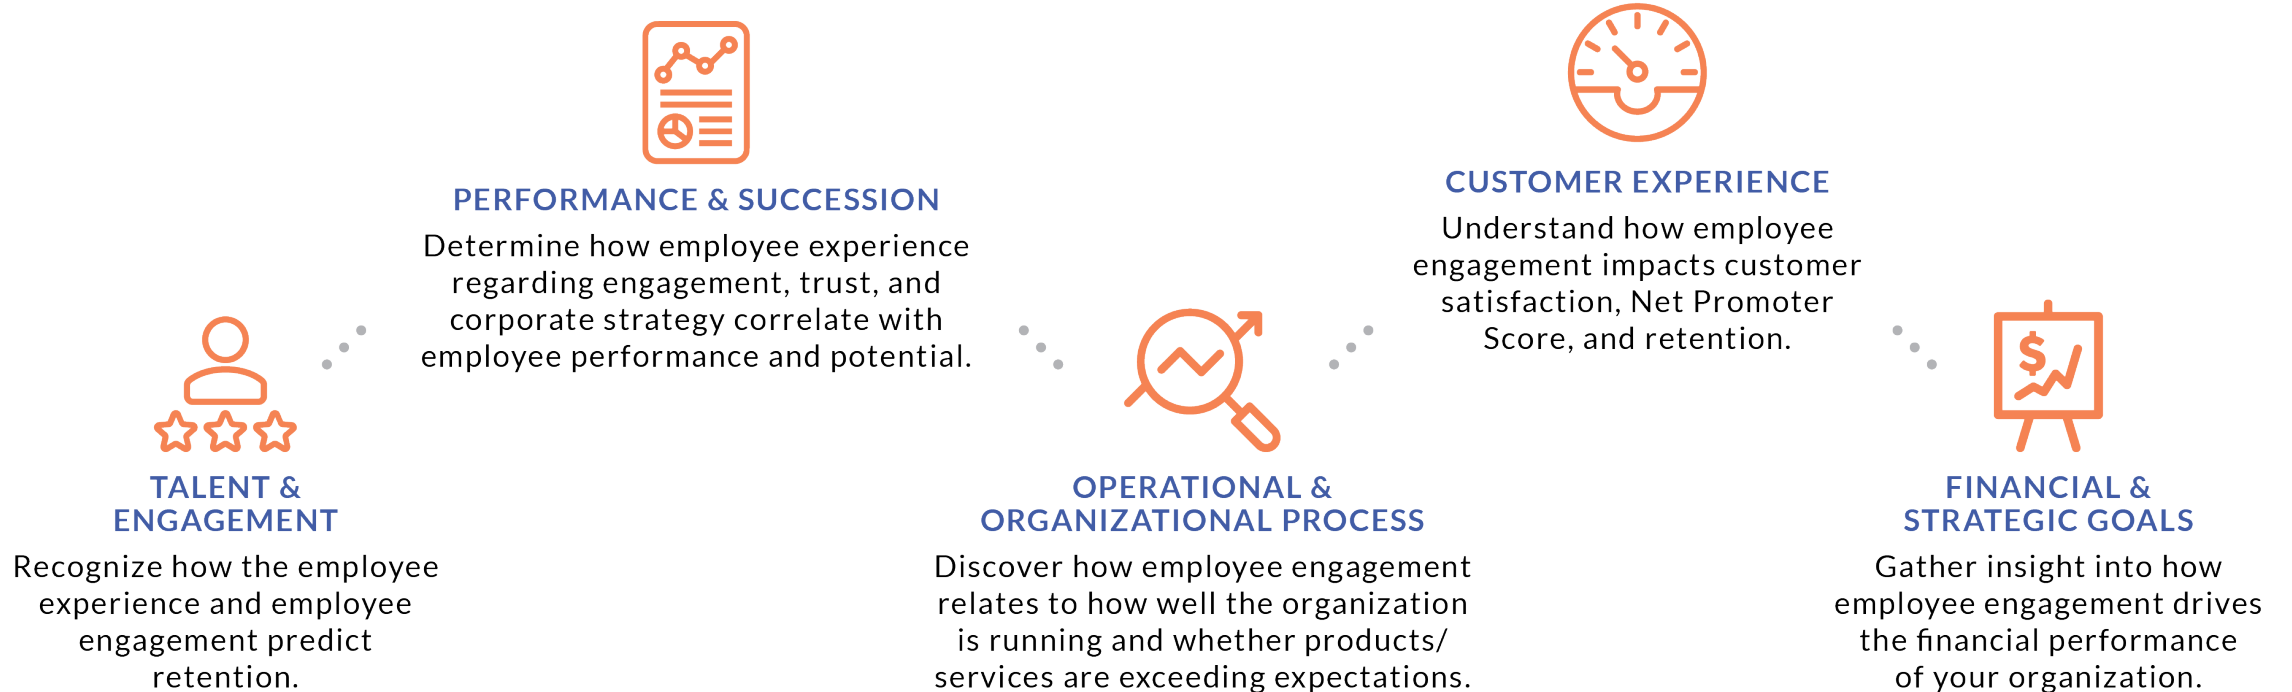 TALENT &
ENGAGEMENT
Recognize how the employee
experience and employee
engagement predict
retention.
PERFORMANCE & SUCCESSION
Determine how employee experience
regarding engagement, trust, and
corporate strategy correlate with
employee performance and potential.
OPERATIONAL &
ORGANIZATIONAL PROCESS
Discover how employee engagement
relates to how well the organization
is running and whether products/
services are exceeding expectations.
CUSTOMER EXPERIENCE
Understand how employee
engagement impacts customer
satisfaction, Net Promoter
Score, and retention.
$
FINANCIAL &
STRATEGIC GOALS
Gather insight into how
employee engagement drives
the financial performance
of your organization.